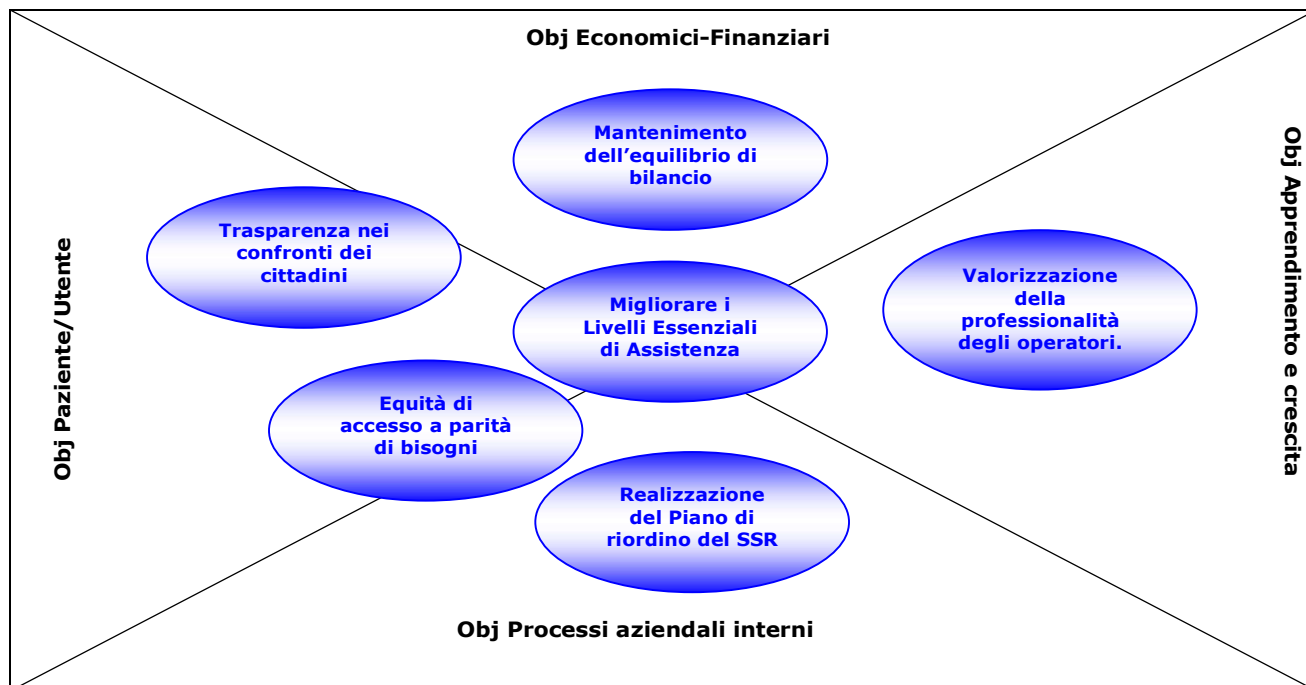 Obj Economici-Finanziari
Mantenimento
dell’equilibrio di
bilancio
Trasparenza nei
confronti dei
cittadini
Obj Paziente/Utente
Migliorare i
Livelli Essenziali
di Assistenza
Valorizzazione
della
professionalità
degli operatori.
Obj Apprendimento e crescita
Equità di
accesso a parità
di bisogni
Realizzazione
del Piano di
riordino del SSR
Obj Processi aziendali interni